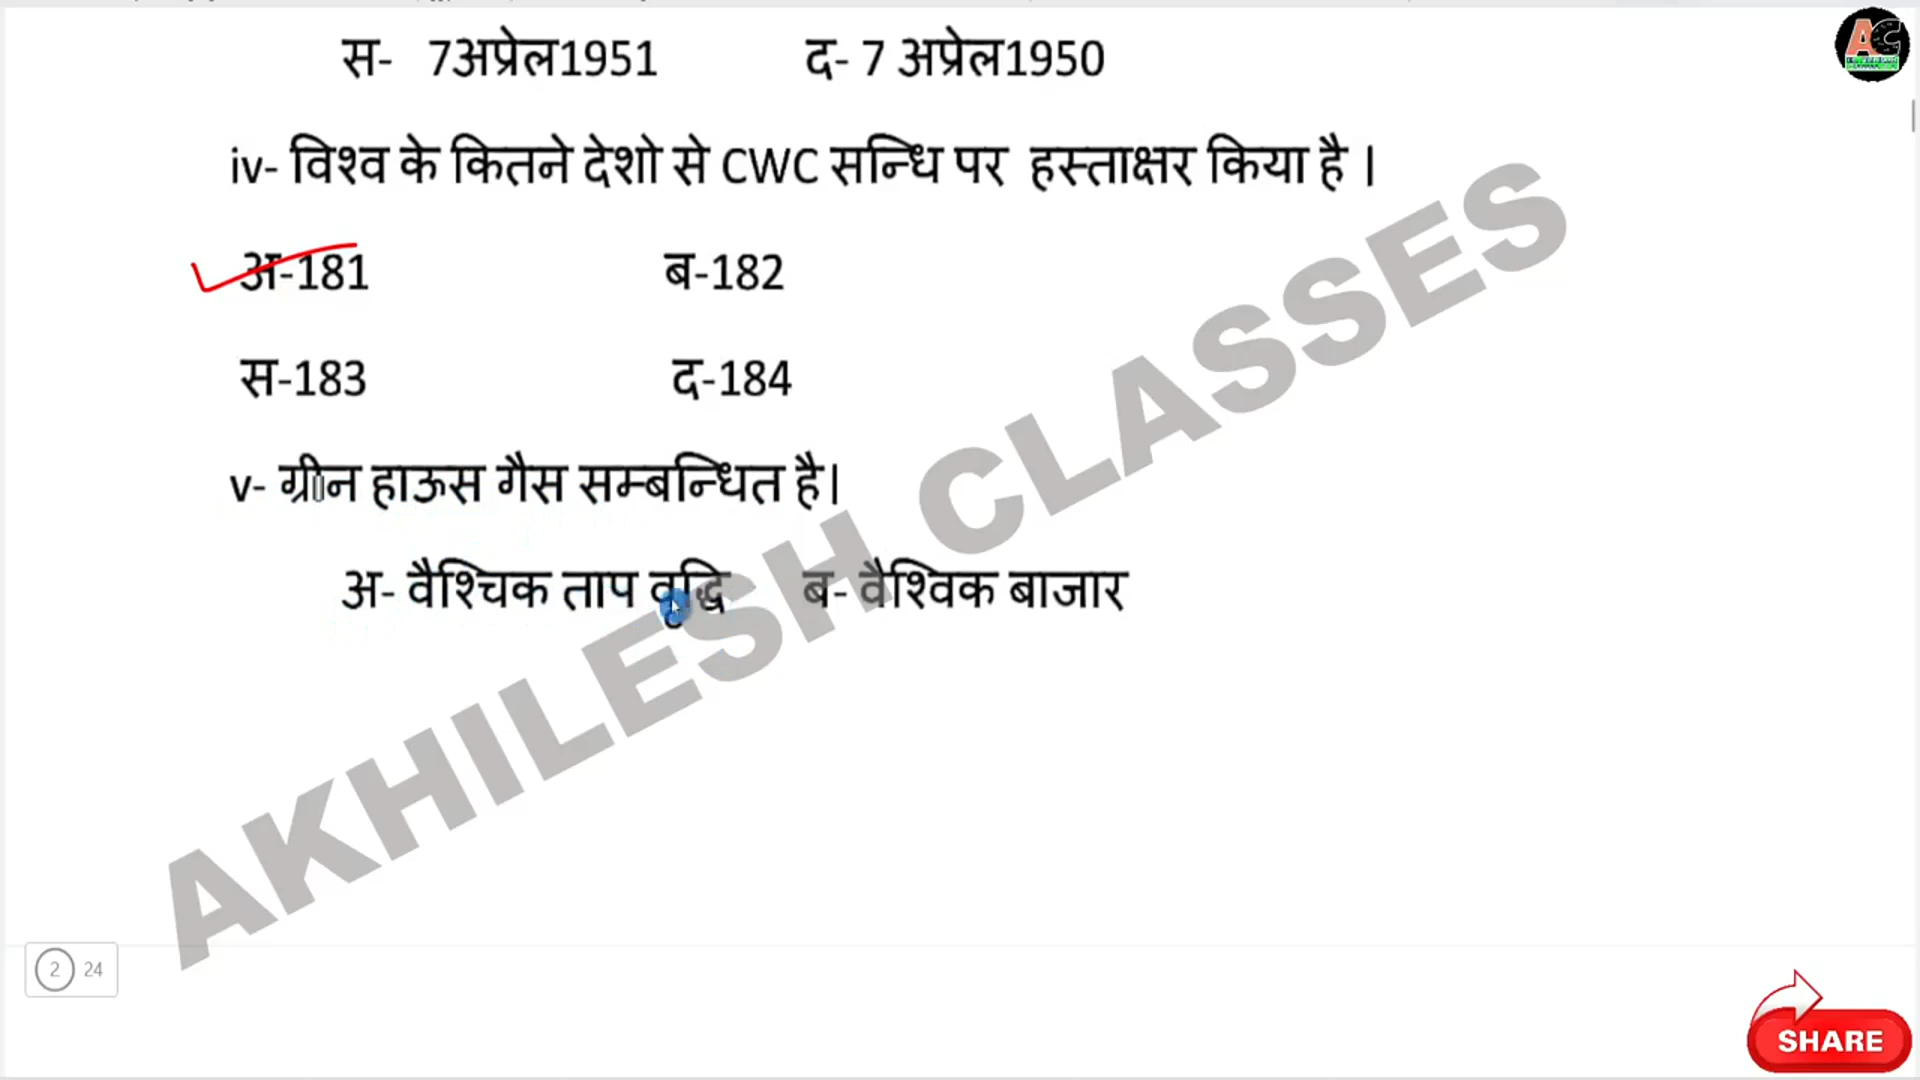 स- 7अप्रेल1951 द- 7 अप्रेल1950
iv- विश्व के कितने देशो से CWC सन्धि पर हस्ताक्षर किया है ।
अ-181 ब-182
स-183 द-184
v- ग्रीन हाऊस गैस सम्बन्धित है।
अ- वैश्चिक ताप वृद्धि ब- वैश्विक बाजार
AKHILESH CLASSES
AC
2 24
SHARE